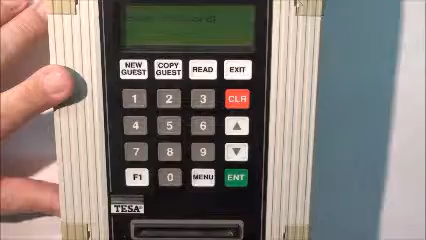 NEW GUEST COPY GUEST READ EXIT
1 2 3 CLR
4 5 6 ▲
7 8 9 ▼
F1 0 MENU ENT
TESA